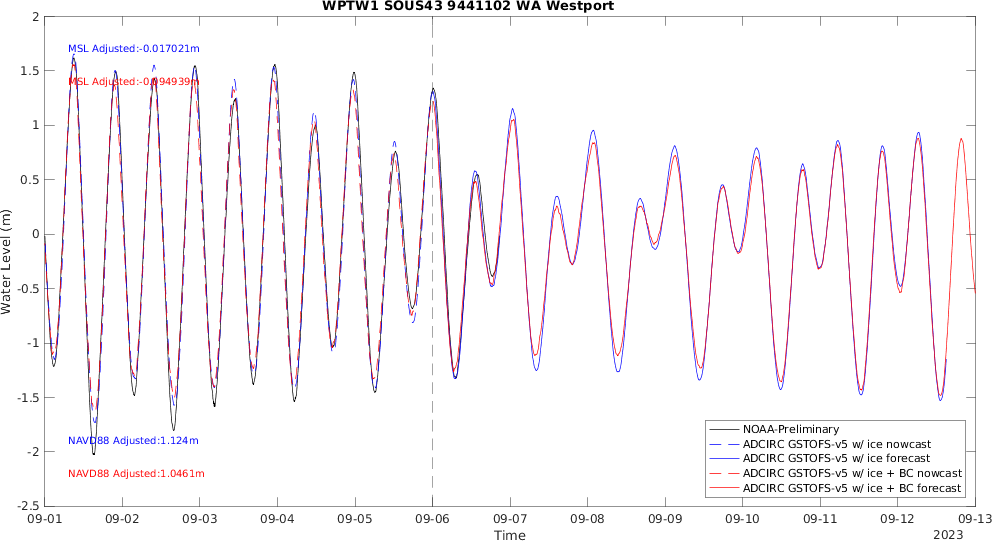 WPTW1 SOUS43 9441102 WA Westport
2
1.5
1
0.5
0
-0.5
-1
-1.5
-2
-2.5
Water Level (m)
MSL Adjusted:-0.017021m
MSL Adjusted:-0.094939m
NAVD88 Adjusted:1.124m
NAVD88 Adjusted:1.0461m
NOAA-Preliminary
ADCIRC GSTOFS-v5 w/ ice nowcast
ADCIRC GSTOFS-v5 w/ ice forecast
ADCIRC GSTOFS-v5 w/ ice + BC nowcast
ADCIRC GSTOFS-v5 w/ ice + BC forecast
09-01 09-02 09-03 09-04 09-05 09-06 09-07 09-08 09-09 09-10 09-11 09-12 09-13
Time
2023